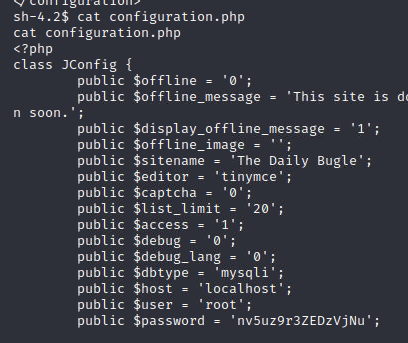 </configuration>
sh-4.2$ cat configuration.php
cat configuration.php
<?php
class JConfig {
        public $offline = '0';
        public $offline_message = 'This site is do
n soon.';
        public $display_offline_message = '1';
        public $offline_image = '';
        public $sitename = 'The Daily Bugle';
        public $editor = 'tinymce';
        public $captcha = '0';
        public $list_limit = '20';
        public $access = '1';
        public $debug = '0';
        public $debug_lang = '0';
        public $dbtype = 'mysqli';
        public $host = 'localhost';
        public $user = 'root';
        public $password = 'nv5uz9r3ZEDzVjNu';